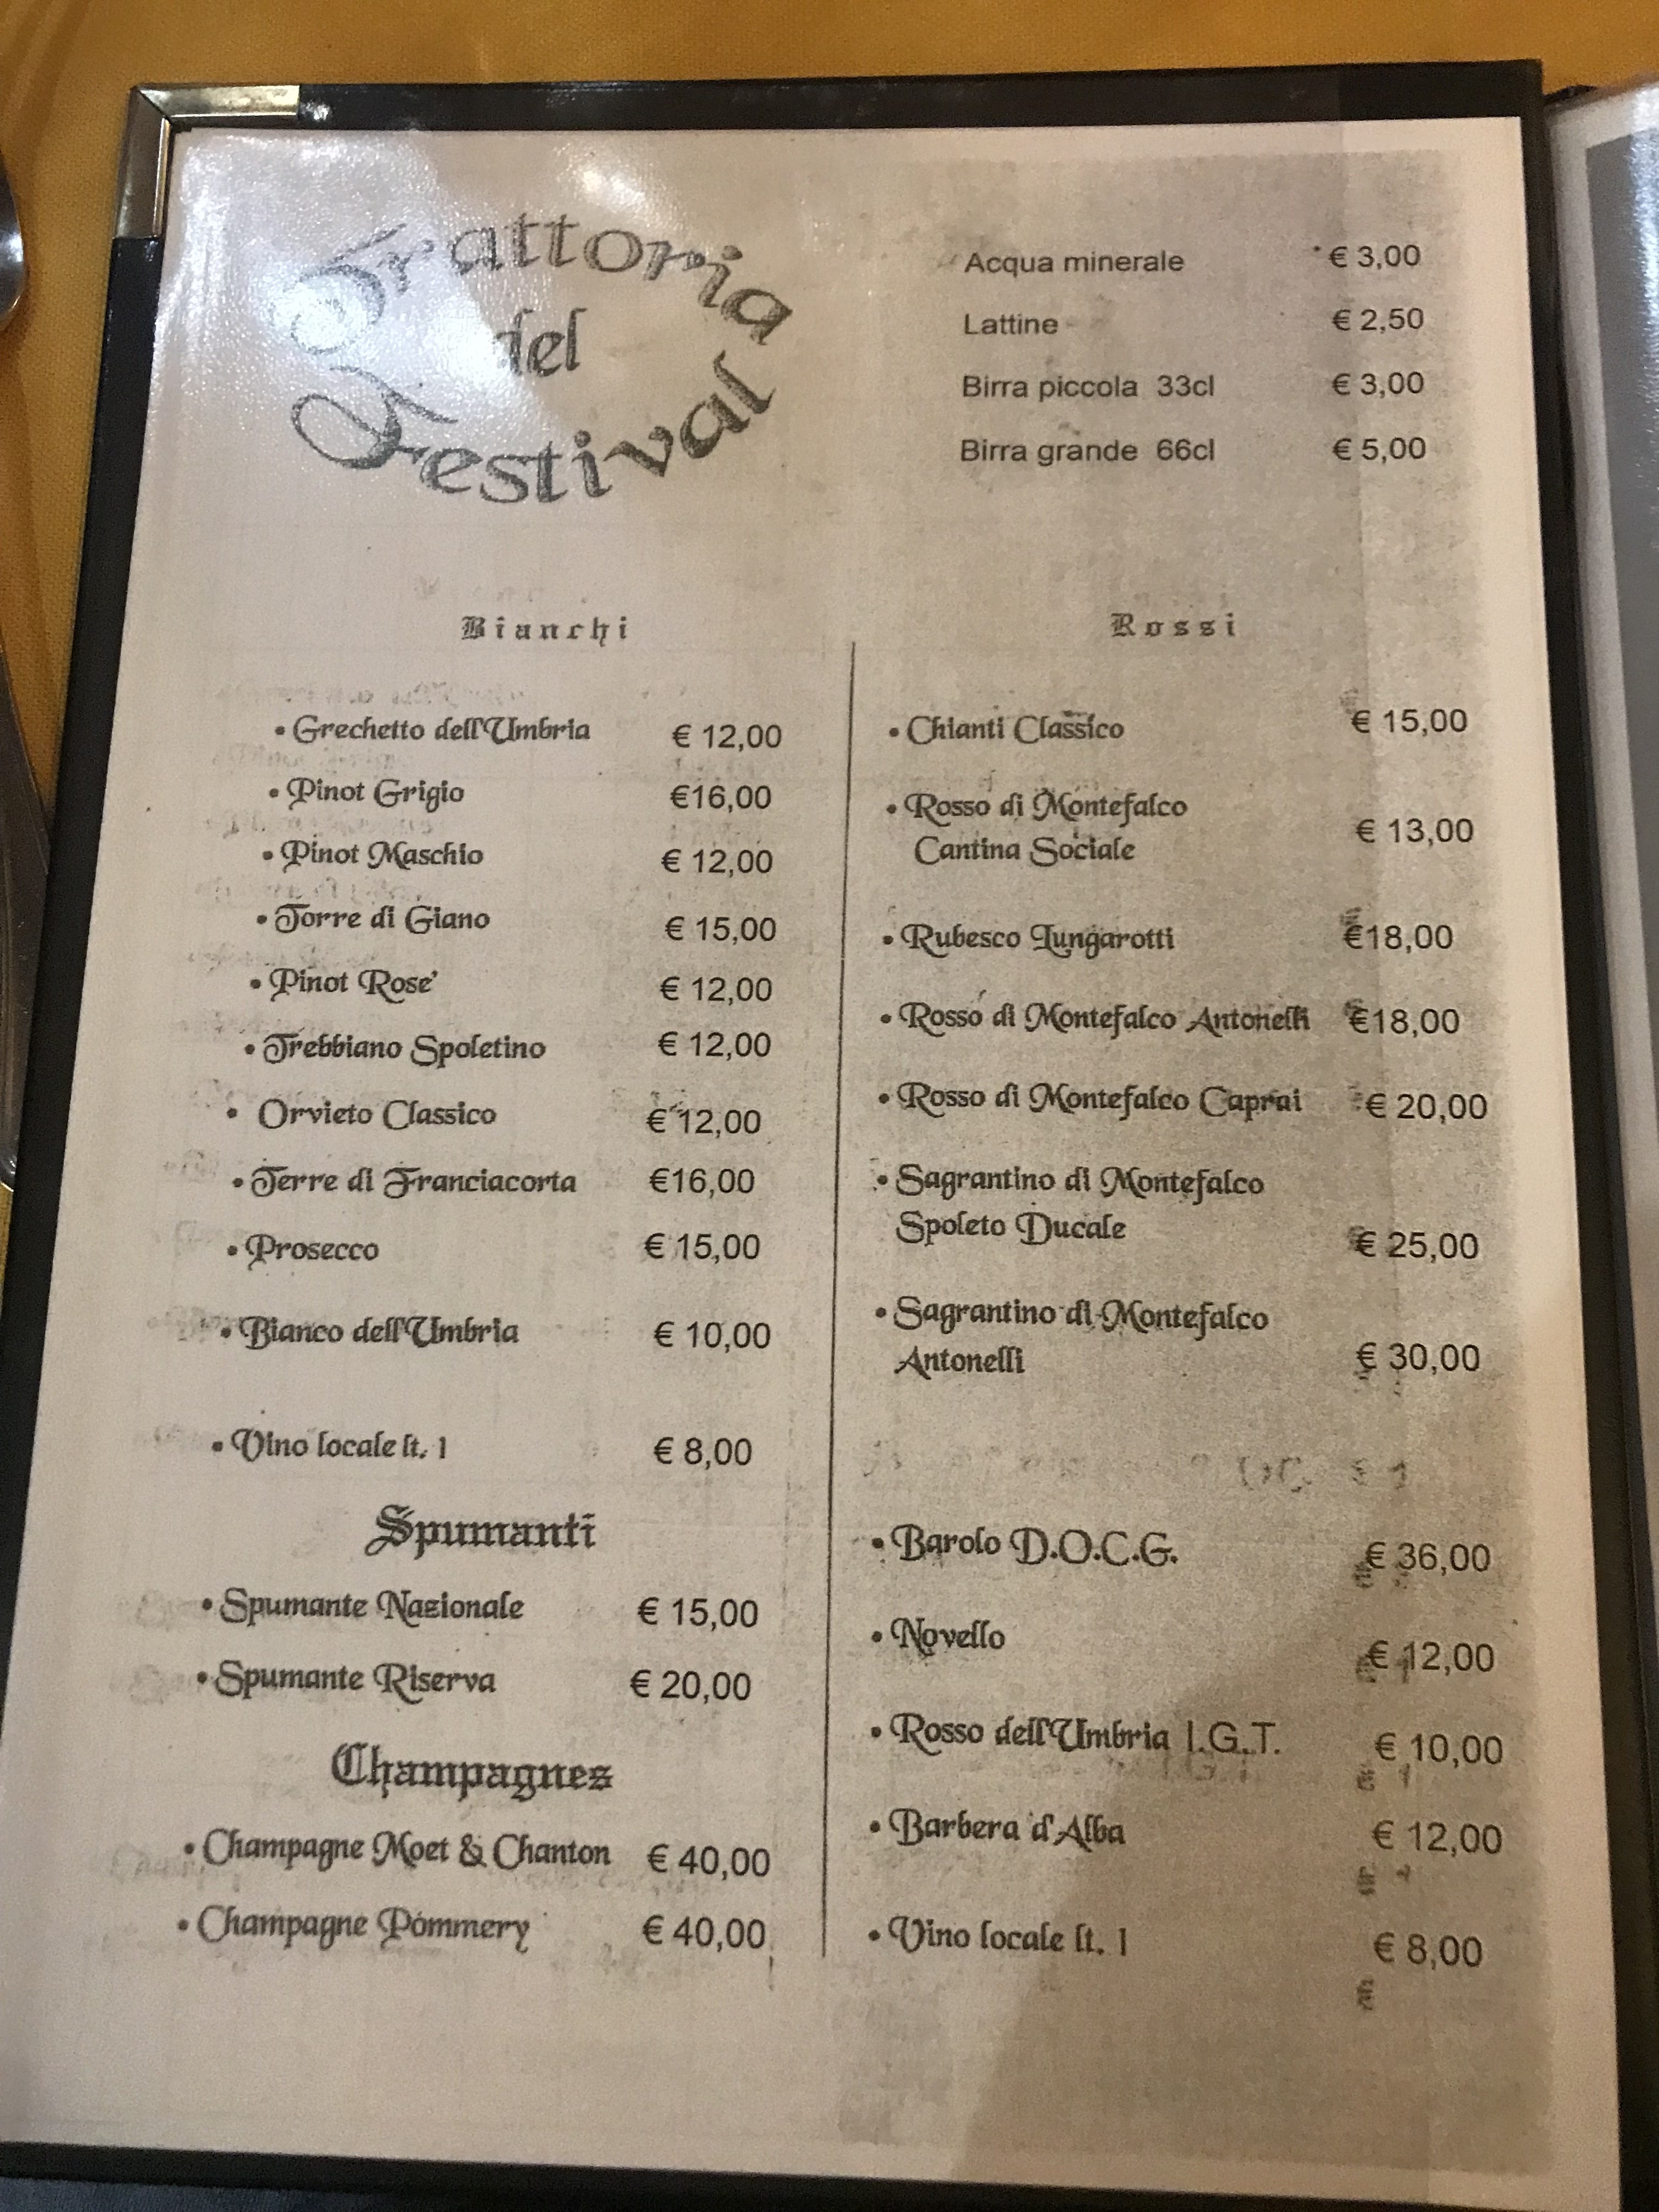 Trattoria
del
Festival
Acqua minerale € 3,00
Lattine € 2,50
Birra piccola 33cl € 3,00
Birra grande 66cl € 5,00
Bianchi
• Grechetto dell'Umbria € 12,00
• Pinot Grigio €16,00
• Pinot Maschio € 12,00
• Torre di Giano € 15,00
• Pinot Rose' € 12,00
• Trebbiano Spoletino € 12,00
• Orvieto Classico € 12,00
• Terre di Franciacorta €16,00
• Prosecco € 15,00
• Bianco dell'Umbria € 10,00
• Vino locale lt. 1 € 8,00
Spumanti
• Spumante Nazionale € 15,00
• Spumante Riserva € 20,00
Champagnes
• Champagne Moet & Chanton € 40,00
• Champagne Pommery € 40,00
Rossi
• Chianti Classico € 15,00
• Rosso di Montefalco
Cantina Sociale € 13,00
• Rubesco Lungarotti €18,00
• Rosso di Montefalco Antonelli €18,00
• Rosso di Montefalco Caprai € 20,00
• Sagrantino di Montefalco
Spoleto Ducale € 25,00
• Sagrantino di Montefalco
Antonelli € 30,00
• Barolo D.O.C.G. € 36,00
• Novello € 12,00
• Rosso dell'Umbria I.G.T. € 10,00
• Barbera d'Alba € 12,00
• Vino locale lt. 1 € 8,00